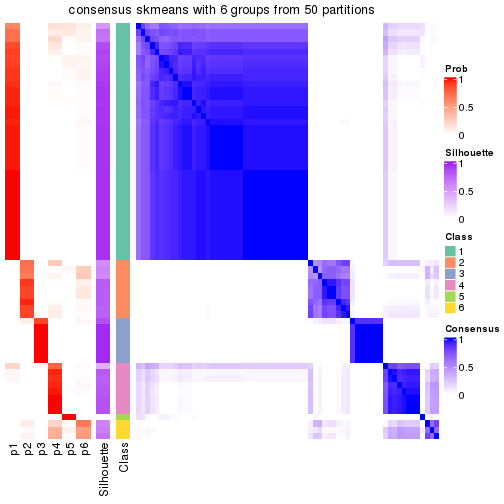 consensus skmeans with 6 groups from 50 partitions
Prob
1
0.5
0
Silhouette
1
0.5
0
Class
1
2
3
4
5
6
Consensus
1
0.5
0
p1
p2
p3
p4
p5
p6
Silhouette
Class